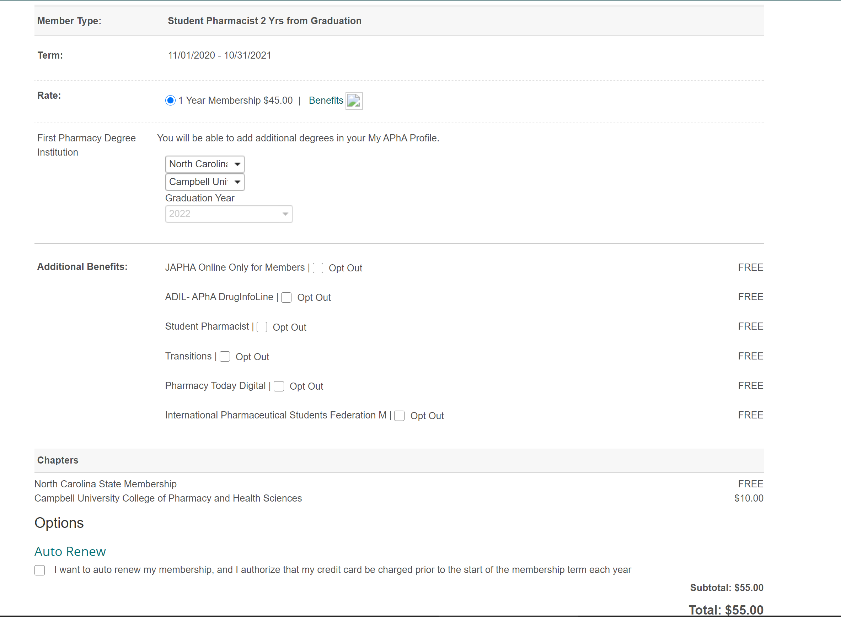 Member Type: Student Pharmacist 2 Yrs from Graduation
Term: 11/01/2020 - 10/31/2021
Rate: 1 Year Membership $45.00 | Benefits
First Pharmacy Degree Institution You will be able to add additional degrees in your My APhA Profile.
North Carolina
Campbell Uni
Graduation Year
2022
Additional Benefits: JAPHA Online Only for Members | Opt Out FREE
ADIL- APhA DrugInfoLine | Opt Out FREE
Student Pharmacist | Opt Out FREE
Transitions | Opt Out FREE
Pharmacy Today Digital | Opt Out FREE
International Pharmaceutical Students Federation M | Opt Out FREE
Chapters
North Carolina State Membership FREE
Campbell University College of Pharmacy and Health Sciences $10.00
Options
Auto Renew
I want to auto renew my membership, and I authorize that my credit card be charged prior to the start of the membership term each year
Subtotal: $55.00
Total: $55.00